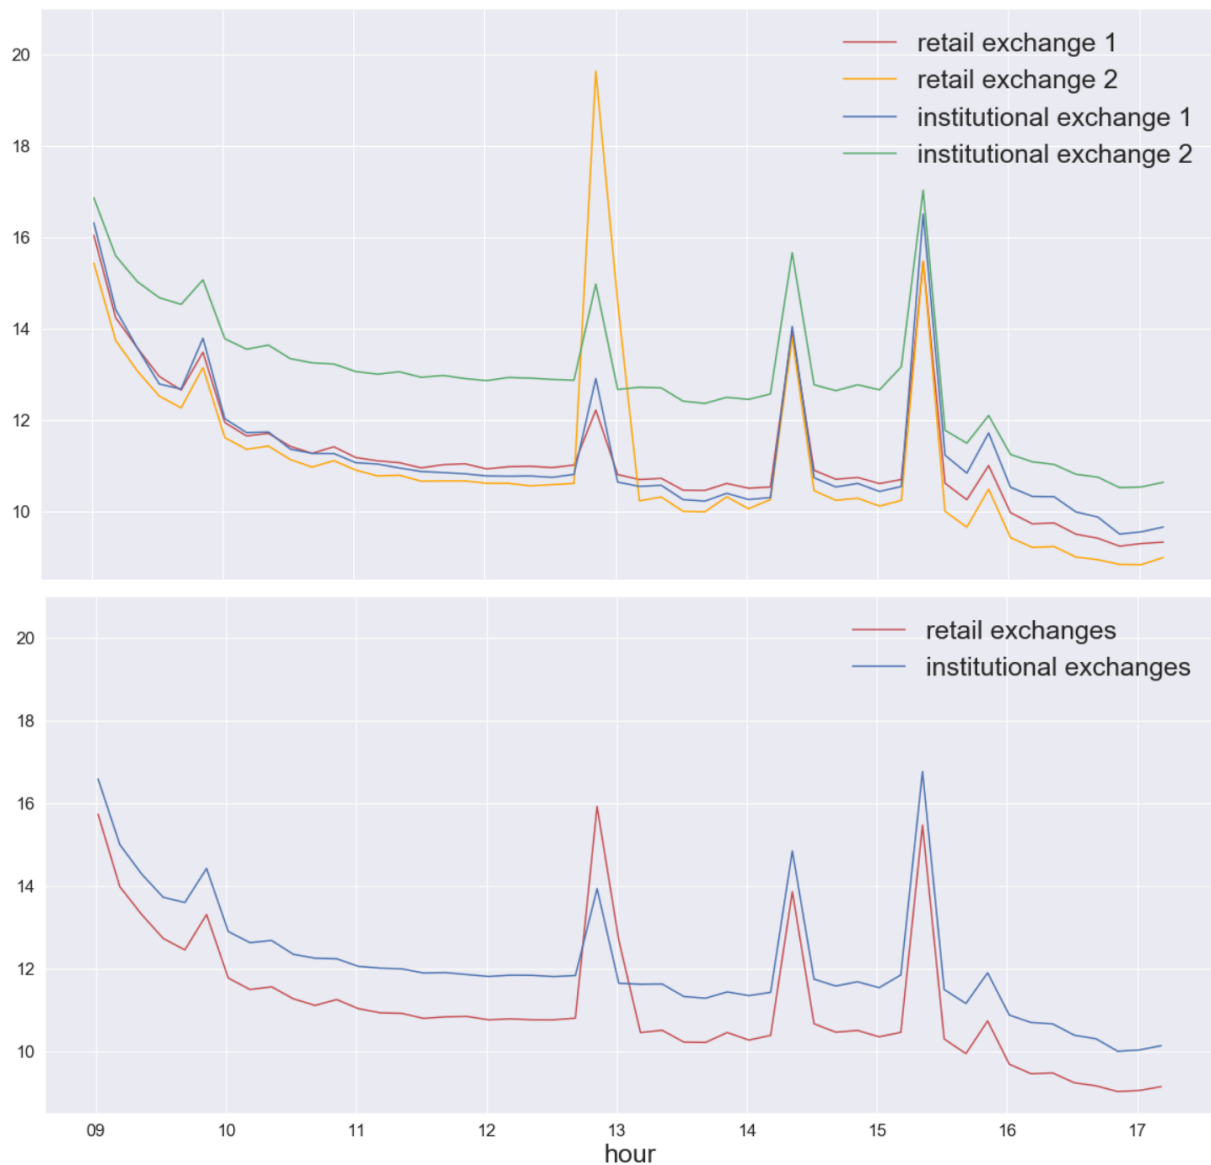 20
18
16
14
12
10
retail exchange 1
retail exchange 2
institutional exchange 1
institutional exchange 2
20
18
16
14
12
10
retail exchanges
institutional exchanges
09 10 11 12 13 14 15 16 17
hour